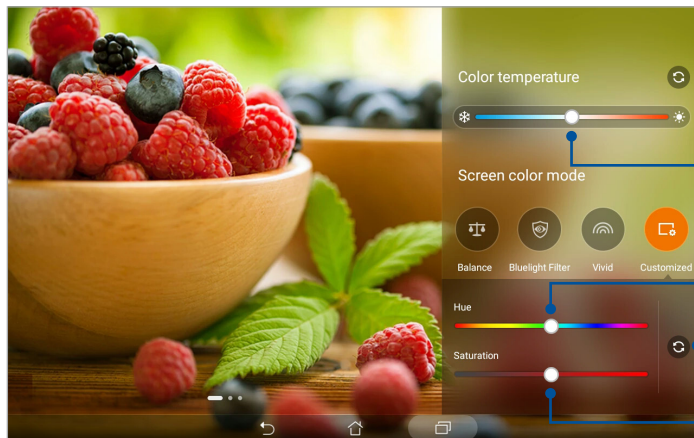 Color temperature
Screen color mode
Balance Bluelight Filter Vivid Customized
Hue
Saturation